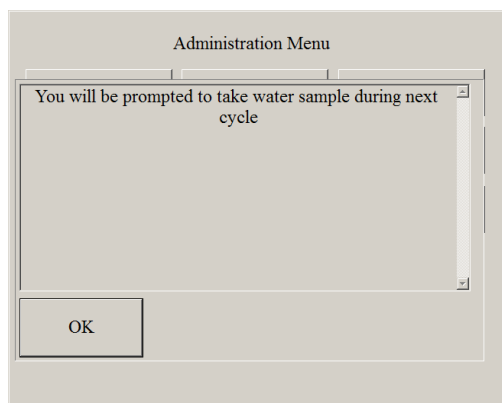 Administration Menu
You will be prompted to take water sample during next
cycle
OK